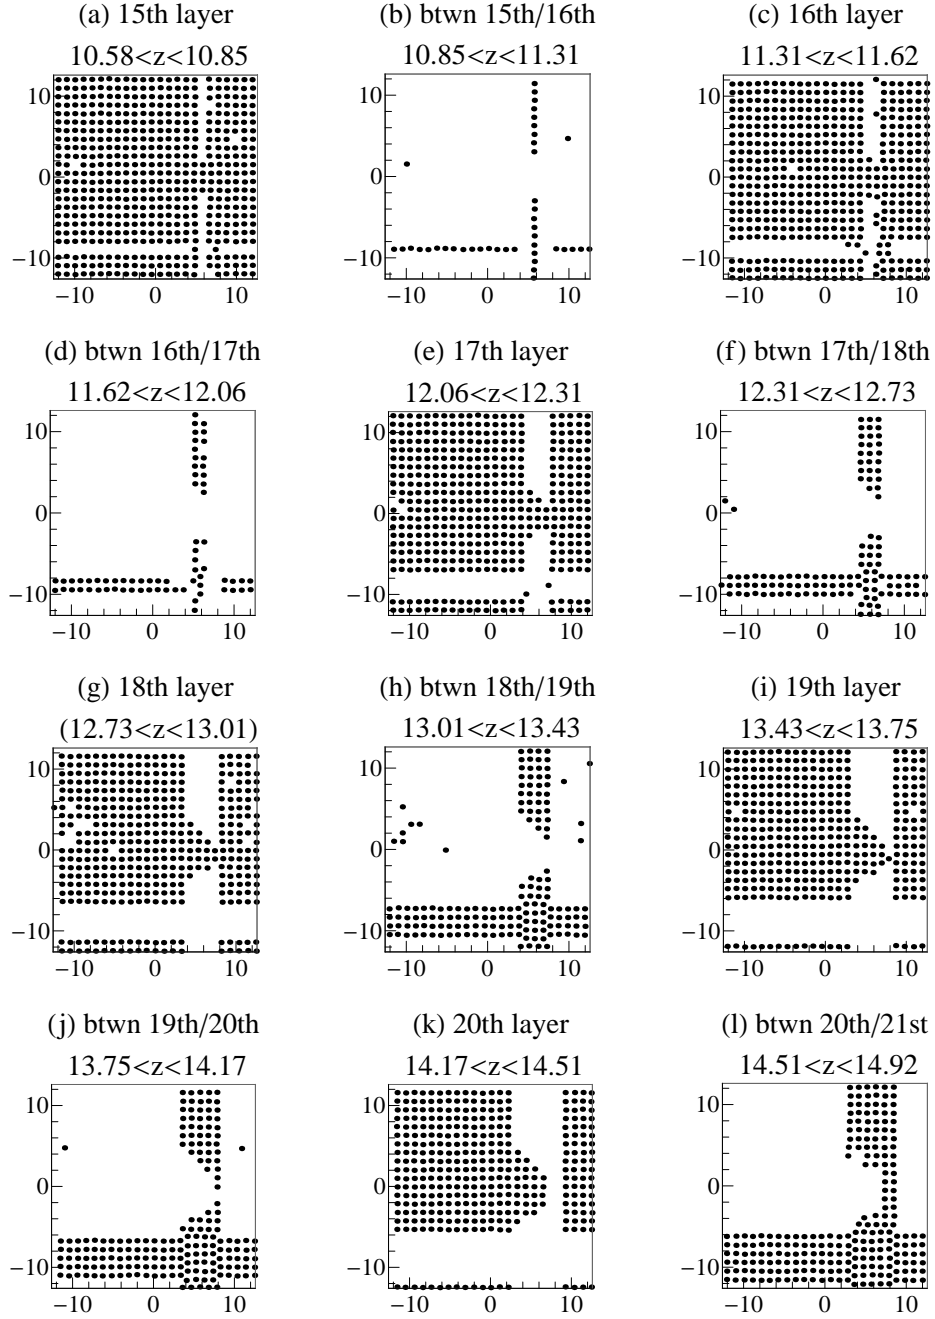 (a) 15th layer
10.58<z<10.85
10
0
−10
−10 0 10
(b) btwn 15th/16th
10.85<z<11.31
10
0
−10
−10 0 10
(c) 16th layer
11.31<z<11.62
10
0
−10
−10 0 10
(d) btwn 16th/17th
11.62<z<12.06
10
0
−10
−10 0 10
(e) 17th layer
12.06<z<12.31
10
0
−10
−10 0 10
(f) btwn 17th/18th
12.31<z<12.73
10
0
−10
−10 0 10
(g) 18th layer
(12.73<z<13.01)
10
0
−10
−10 0 10
(h) btwn 18th/19th
13.01<z<13.43
10
0
−10
−10 0 10
(i) 19th layer
13.43<z<13.75
10
0
−10
−10 0 10
(j) btwn 19th/20th
13.75<z<14.17
10
0
−10
−10 0 10
(k) 20th layer
14.17<z<14.51
10
0
−10
−10 0 10
(l) btwn 20th/21st
14.51<z<14.92
10
0
−10
−10 0 10